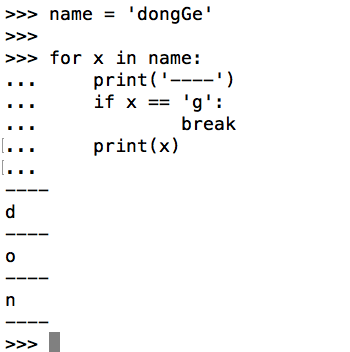 >>> name = 'dongGe'
>>>
>>> for x in name:
...     print('----')
...     if x == 'g':
...             break
...     print(x)
...
----
d
----
o
----
n
----
>>>